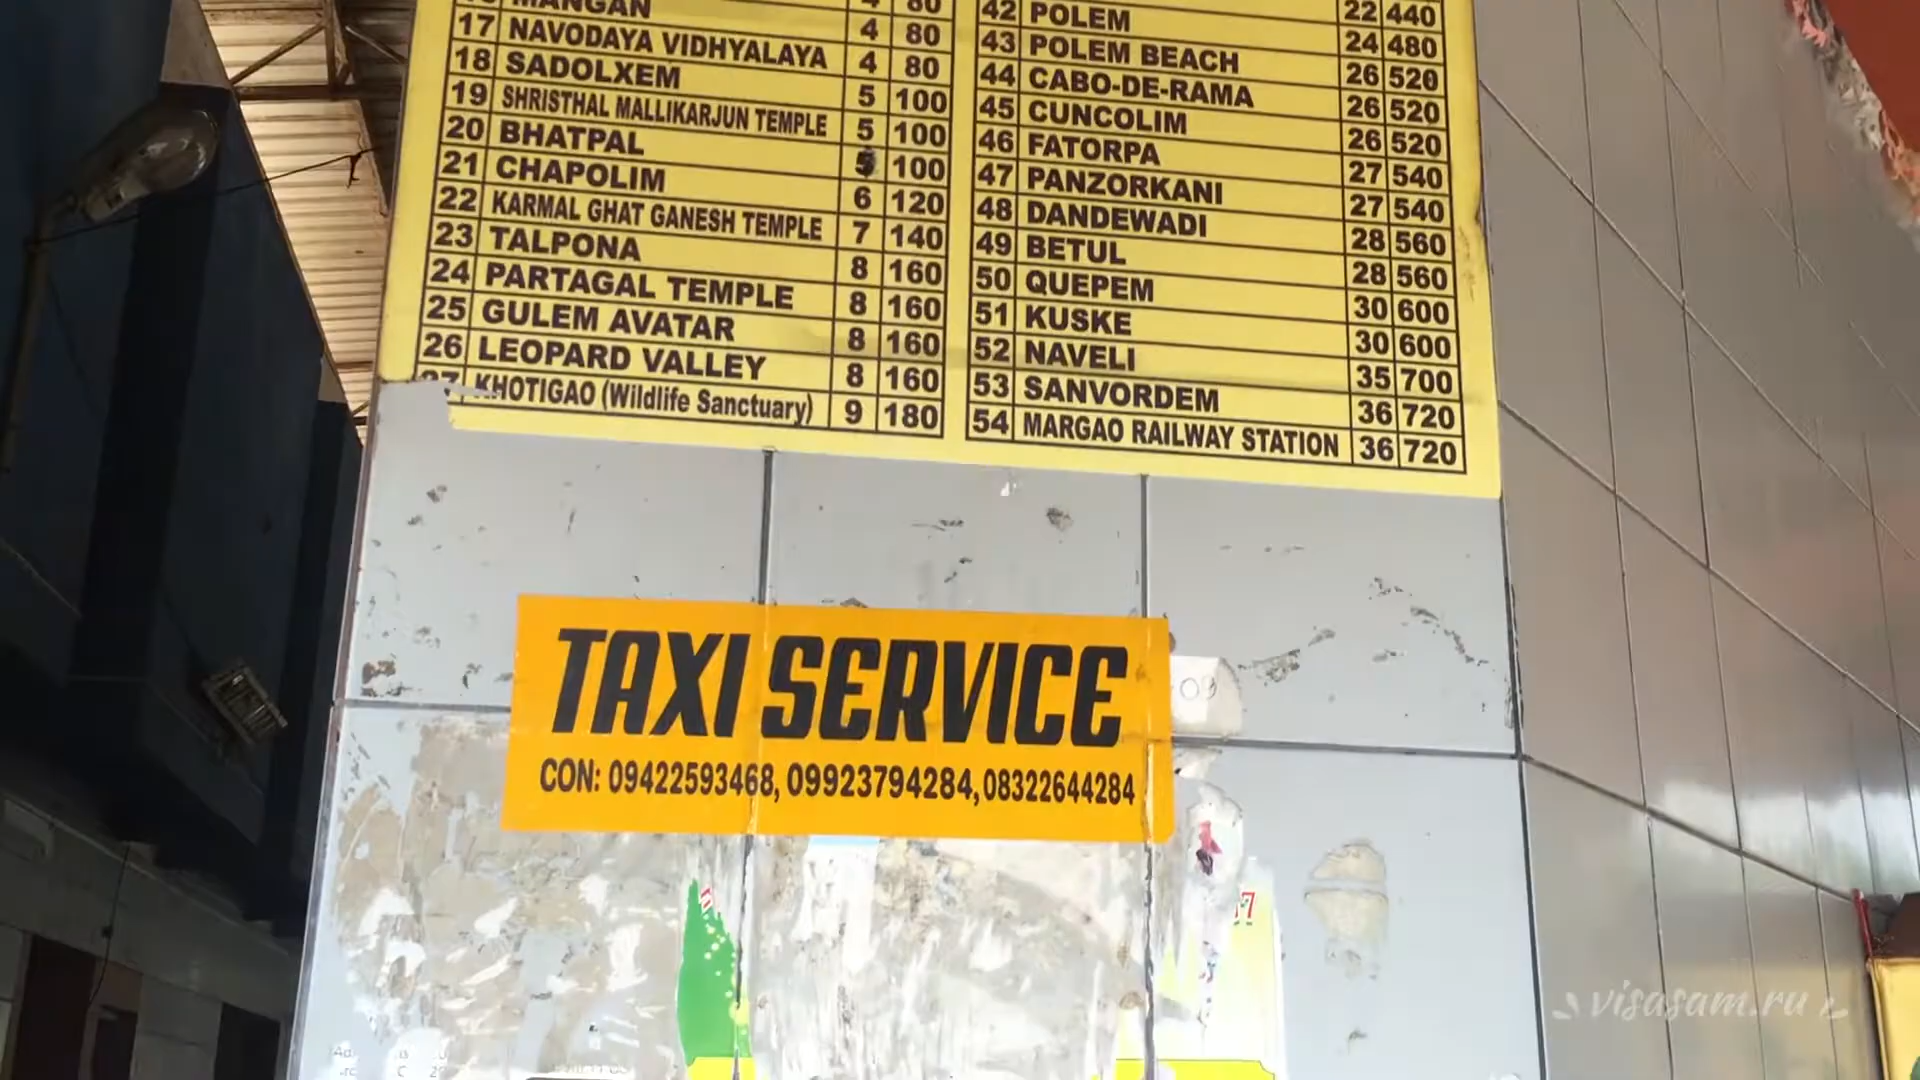 4 80
22 440
MANGAN 4 80
42 POLEM 24 480
17 NAVODAYA VIDHYALAYA 4 80
43 POLEM BEACH 26 520
18 SADOLXEM 5 100
44 CABO-DE-RAMA 26 520
19 SHRISTHAL MALLIKARJUN TEMPLE 5 100
45 CUNCOLIM 26 520
20 BHATPAL 5 100
46 FATORPA 27 540
21 CHAPOLIM 6 120
47 PANZORKANI 27 540
22 KARMAL GHAT GANESH TEMPLE 7 140
48 DANDEWADI 28 560
23 TALPONA 8 160
49 BETUL 28 560
24 PARTAGAL TEMPLE 8 160
50 QUEPEM 30 600
25 GULEM AVATAR 8 160
51 KUSKE 30 600
26 LEOPARD VALLEY 8 160
52 NAVELI 35 700
27 KHOTIGAO (Wildlife Sanctuary) 9 180
53 SANVORDEM 36 720
54 MARGAO RAILWAY STATION 36 720
TAXI SERVICE
CON: 09422593468, 09923794284, 08322644284
09
visasam.ru